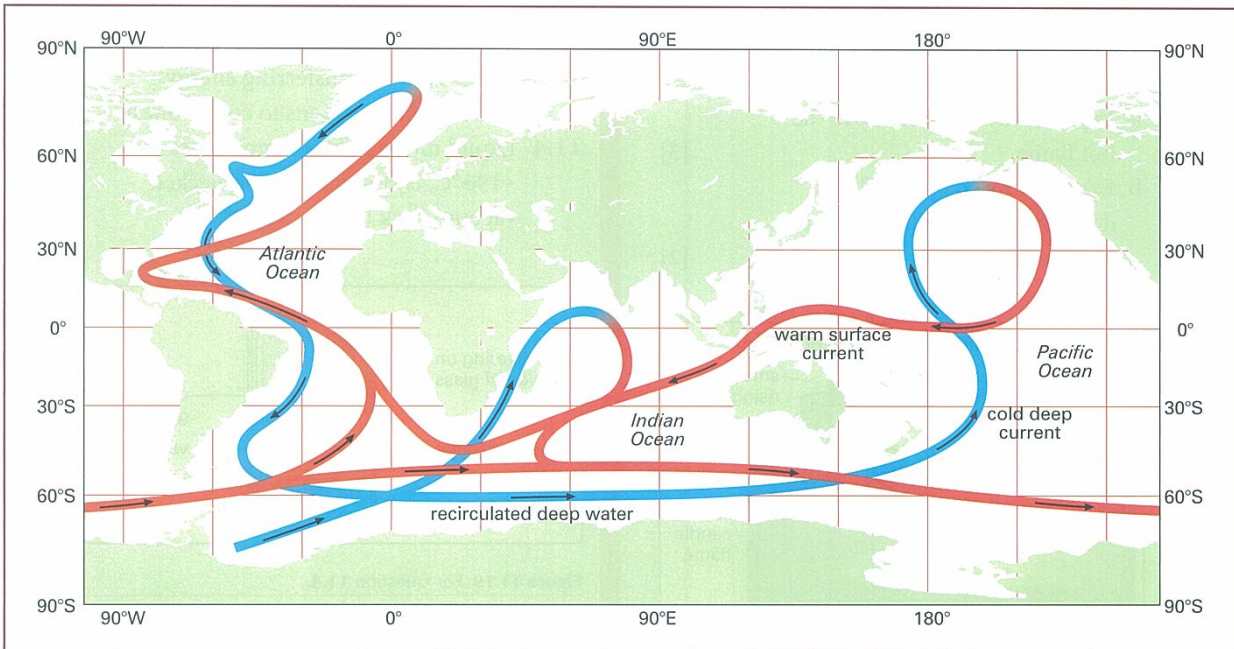 90°W 0° 90°E 180°
90°N 90°N
60°N 60°N
30°N 30°N
Atlantic
Ocean
0° 0°
warm surface
current
Pacific
Ocean
30°S 30°S
Indian
Ocean
cold deep
current
60°S 60°S
recirculated deep water
90°S 90°S
90°W 0° 90°E 180°